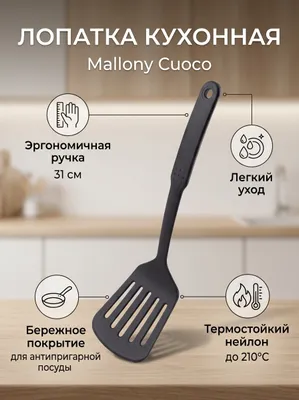 ЛОПАТКА КУХОННАЯ
Mallony Cuoco
Эргономичная
ручка
31 см
Легкий
уход
Бережное
покрытие
для антипригарной
посуды
Термостойкий
нейлон
до 210°C